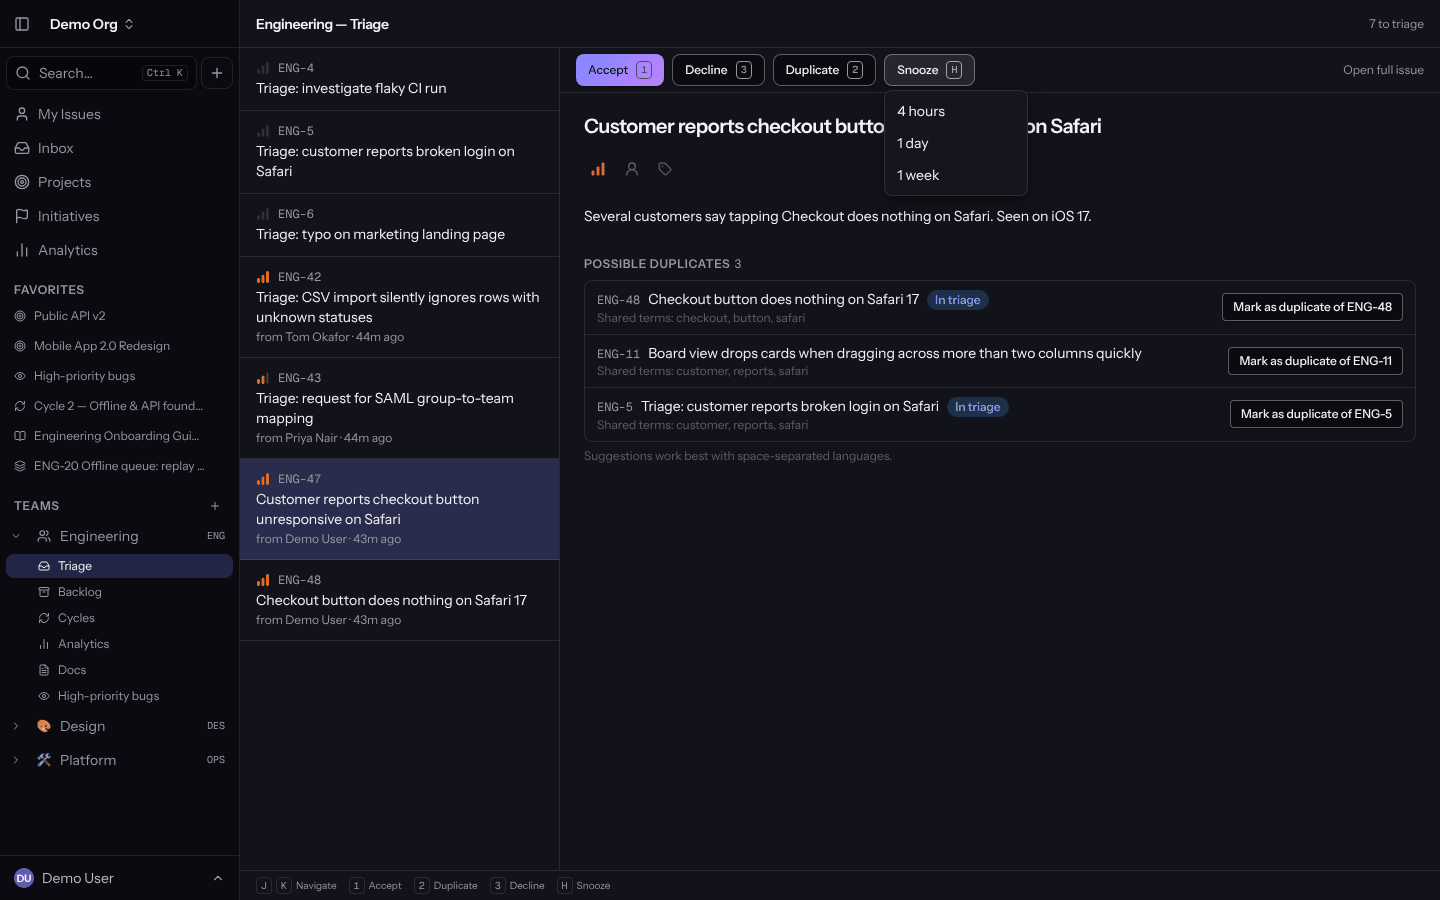 Demo Org
Search...
Ctrl K
My Issues
Inbox
Projects
Initiatives
Analytics
FAVORITES
Public API v2
Mobile App 2.0 Redesign
High-priority bugs
Cycle 2 — Offline & API found...
Engineering Onboarding Gui...
ENG-20 Offline queue: replay ...
TEAMS
Engineering ENG
Triage
Backlog
Cycles
Analytics
Docs
High-priority bugs
Design DES
Platform OPS
DU Demo User
Engineering — Triage
7 to triage
ENG-4
Triage: investigate flaky CI run
ENG-5
Triage: customer reports broken login on
Safari
ENG-6
Triage: typo on marketing landing page
ENG-42
Triage: CSV import silently ignores rows with
unknown statuses
from Tom Okafor · 44m ago
ENG-43
Triage: request for SAML group-to-team
mapping
from Priya Nair · 44m ago
ENG-47
Customer reports checkout button
unresponsive on Safari
from Demo User · 43m ago
ENG-48
Checkout button does nothing on Safari 17
from Demo User · 43m ago
Accept 1 Decline 3 Duplicate 2 Snooze H
Open full issue
4 hours
1 day
1 week
Customer reports checkout butto on Safari
Several customers say tapping Checkout does nothing on Safari. Seen on iOS 17.
POSSIBLE DUPLICATES 3
ENG-48 Checkout button does nothing on Safari 17 In triage
Shared terms: checkout, button, safari
Mark as duplicate of ENG-48
ENG-11 Board view drops cards when dragging across more than two columns quickly
Shared terms: customer, reports, safari
Mark as duplicate of ENG-11
ENG-5 Triage: customer reports broken login on Safari In triage
Shared terms: customer, reports, safari
Mark as duplicate of ENG-5
Suggestions work best with space-separated languages.
J K Navigate 1 Accept 2 Duplicate 3 Decline H Snooze